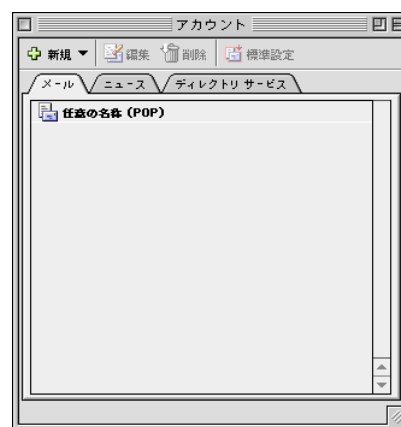 アカウント
新規 編集 削除 標準設定
メール ニュース ディレクトリ サービス
任意の名称 (POP)